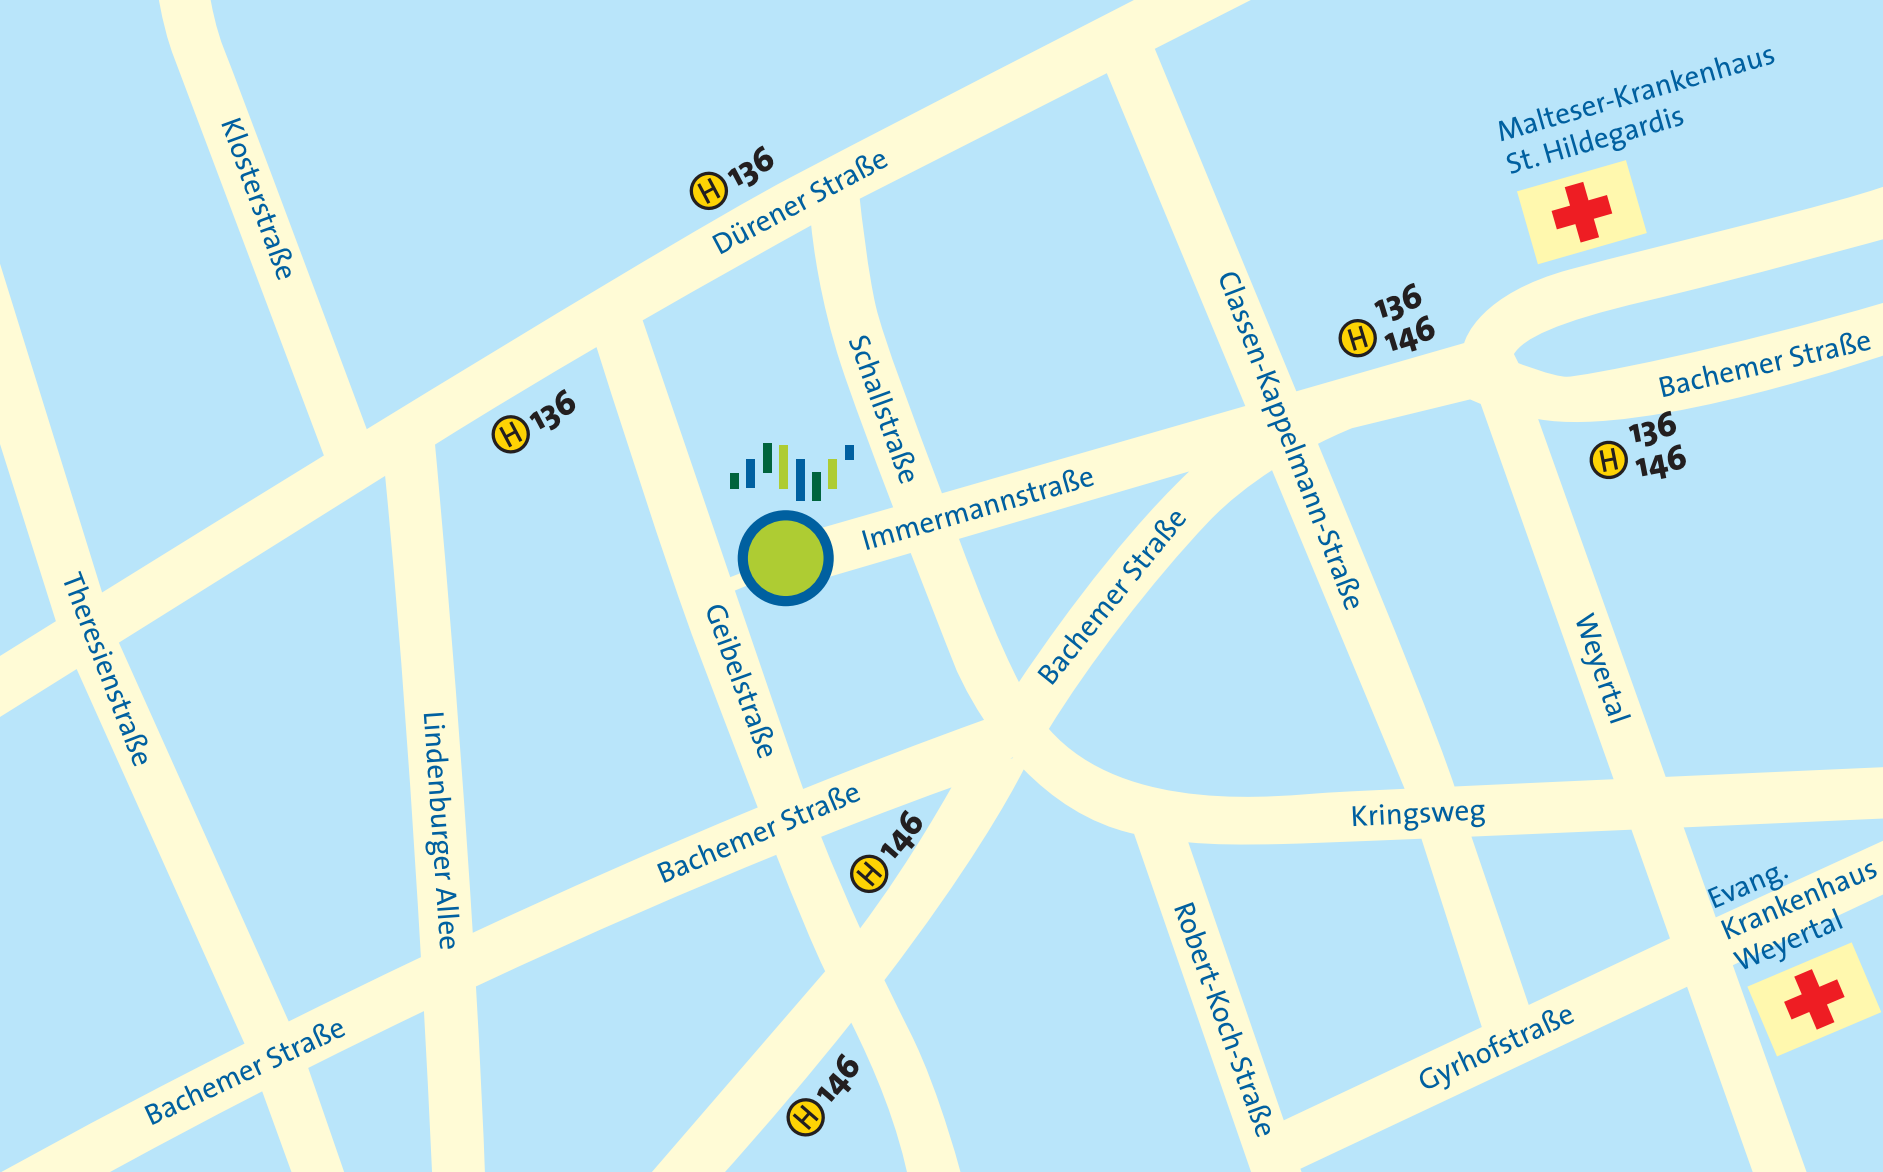 Malteser-Krankenhaus
St. Hildegardis
Klosterstraße
H 136
Dürener Straße
Classen-Kappelmann-Straße
H 136
146
Bachemer Straße
Schallstraße
H 136
H 136
146
Immermannstraße
Bachemer Straße
Theresienstraße
Geibelstraße
Weyertal
Lindenburger Allee
Bachemer Straße
Kringsweg
H 146
Evang.
Krankenhaus
Weyertal
Robert-Koch-Straße
Gyrhofstraße
Bachemer Straße
H 146